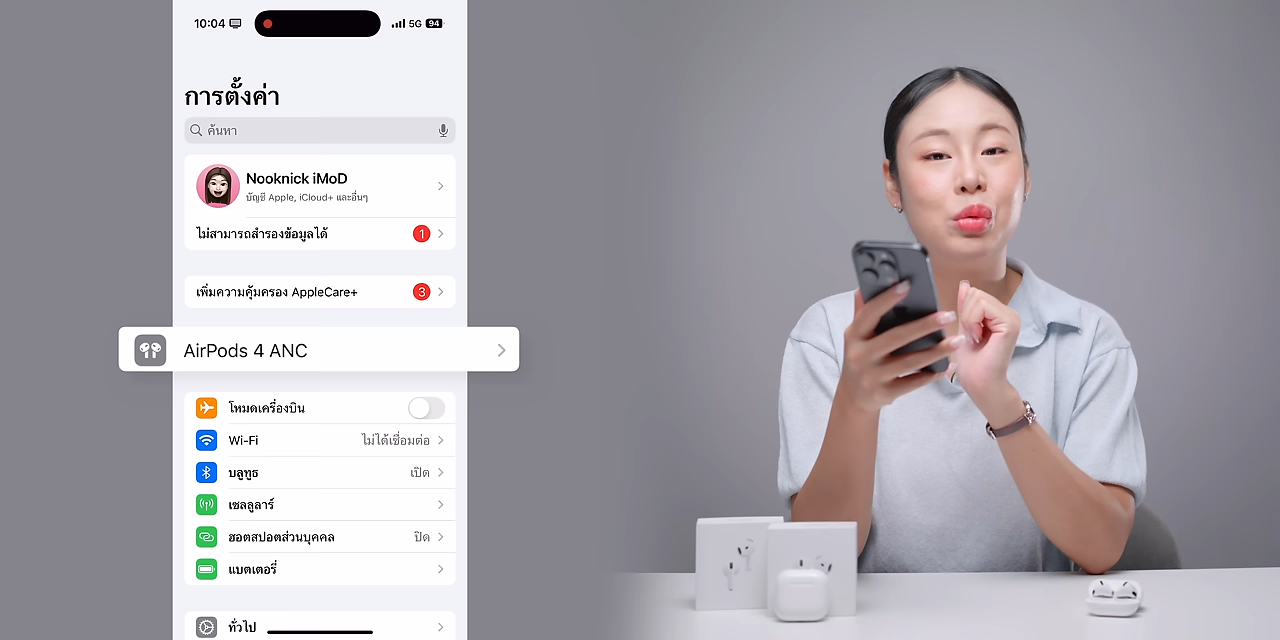 10:04
5G 94
การตั้งค่า
ค้นหา
Nooknick iMoD
บัญชี Apple, iCloud+ และอื่นๆ
ไม่สามารถสำรองข้อมูลได้ 1
เพิ่มความคุ้มครอง AppleCare+ 3
AirPods 4 ANC
โหมดเครื่องบิน
Wi-Fi ไม่ได้เชื่อมต่อ
บลูทูธ เปิด
เซลลูลาร์
ฮอตสปอตส่วนบุคคล ปิด
แบตเตอรี่
ทั่วไป